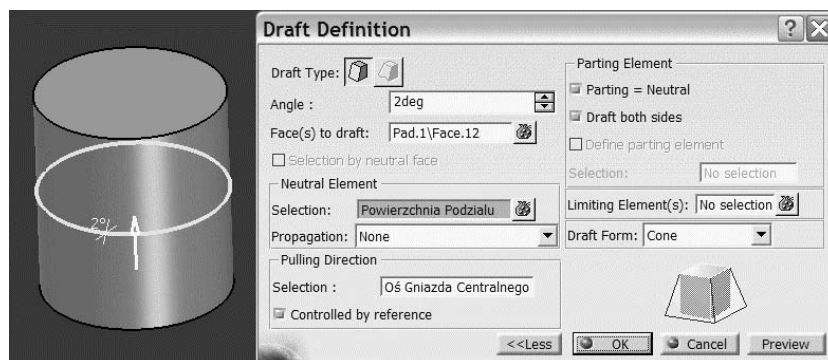 Draft Definition
? X
Draft Type:
Angle :
2deg
Face(s) to draft:
Pad.1\Face.12
Selection by neutral face
Neutral Element
Selection:
Powierzchnia Podzialu
Propagation:
None
Pulling Direction
Selection :
Oś Gniazda Centralnego
Controlled by reference
Parting Element
Parting = Neutral
Draft both sides
Define parting element
Selection:
No selection
Limiting Element(s):
No selection
Draft Form:
Cone
<<Less
OK
Cancel
Preview
2°